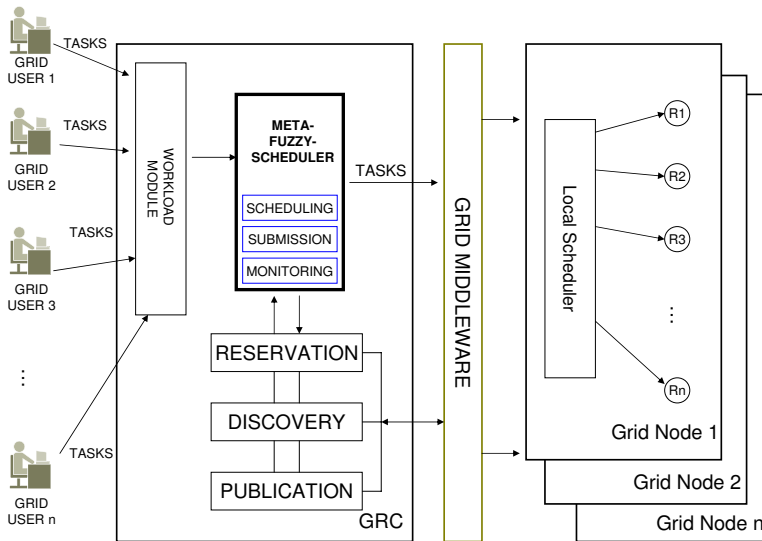 GRID
USER 1
TASKS
GRID
USER 2
TASKS
GRID
USER 3
TASKS
...
GRID
USER n
TASKS
WORKLOAD
MODULE
META-
FUZZY-
SCHEDULER
SCHEDULING
SUBMISSION
MONITORING
TASKS
RESERVATION
DISCOVERY
PUBLICATION
GRC
GRID MIDDLEWARE
Local Scheduler
R1
R2
R3
...
Rn
Grid Node 1
Grid Node 2
Grid Node n